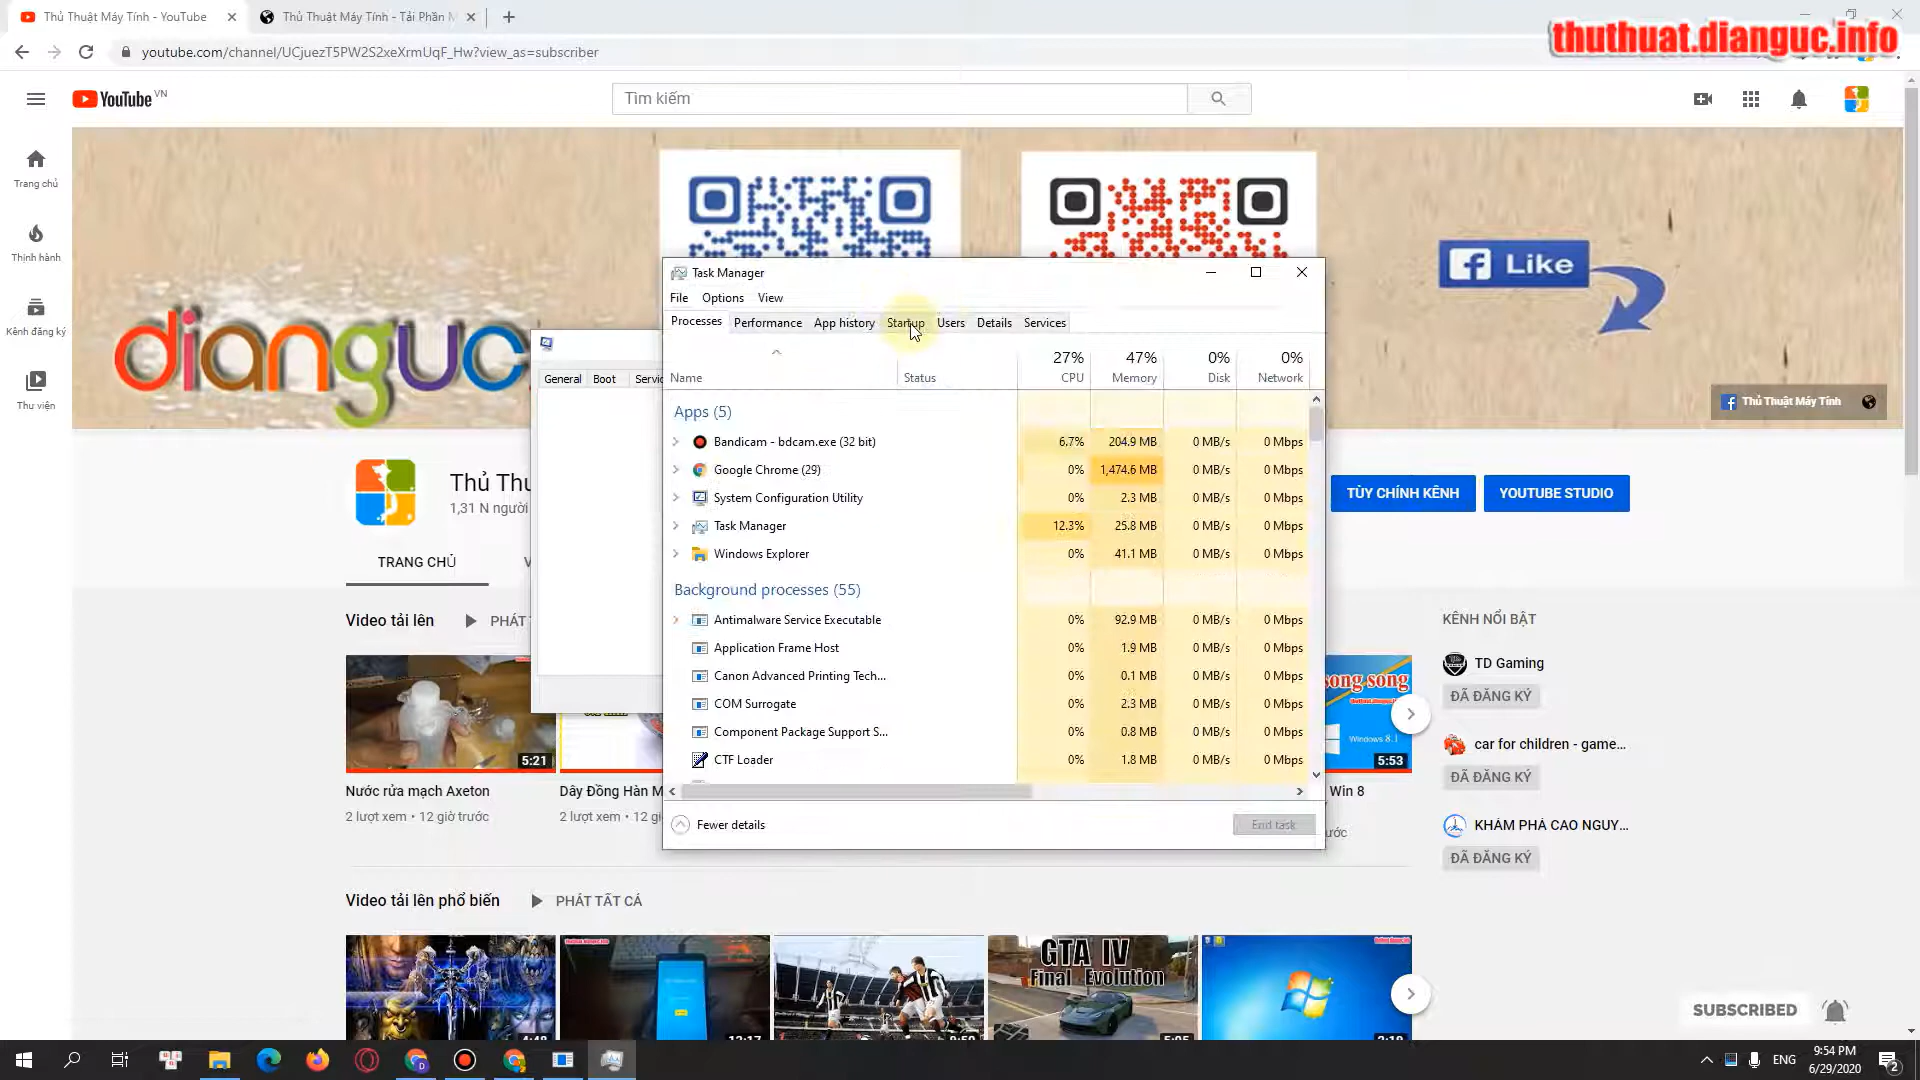 Thủ Thuật Máy Tính - YouTube
Thủ Thuật Máy Tính - Tải Phần M
youtube.com/channel/UCjuezT5PW2S2xeXrmUqF_Hw?view_as=subscriber
thuthuat.dianguc.info
YouTube VN
Tìm kiếm
Trang chủ
Thịnh hành
Kênh đăng ký
Thư viện
dianguc
Like
Thủ Thuật Máy Tính
Task Manager
File Options View
Processes Performance App history Startup Users Details Services
General Boot Servic
27% 47% 0% 0%
Name Status CPU Memory Disk Network
Apps (5)
Bandicam - bdcam.exe (32 bit) 6.7% 204.9 MB 0 MB/s 0 Mbps
Google Chrome (29) 0% 1,474.6 MB 0 MB/s 0 Mbps
System Configuration Utility 0% 2.3 MB 0 MB/s 0 Mbps
Task Manager 12.3% 25.8 MB 0 MB/s 0 Mbps
Windows Explorer 0% 41.1 MB 0 MB/s 0 Mbps
Background processes (55)
Antimalware Service Executable 0% 92.9 MB 0 MB/s 0 Mbps
Application Frame Host 0% 1.9 MB 0 MB/s 0 Mbps
Canon Advanced Printing Tech... 0% 0.1 MB 0 MB/s 0 Mbps
COM Surrogate 0% 2.3 MB 0 MB/s 0 Mbps
Component Package Support S... 0% 0.8 MB 0 MB/s 0 Mbps
CTF Loader 0% 1.8 MB 0 MB/s 0 Mbps
Fewer details End task
Thủ Thu
1,31 N người
TÙY CHỈNH KÊNH YOUTUBE STUDIO
TRANG CHỦ V
Video tải lên PHÁT
5:21
song song
Windows 8.1
5:53
Nước rửa mạch Axeton
2 lượt xem • 12 giờ trước
Dây Đồng Hàn M
2 lượt xem • 12 gi
Win 8
ước
KÊNH NỔI BẬT
TD Gaming
ĐÃ ĐĂNG KÝ
car for children - game...
ĐÃ ĐĂNG KÝ
KHÁM PHÁ CAO NGUY...
ĐÃ ĐĂNG KÝ
Video tải lên phổ biến PHÁT TẤT CẢ
GTA IV
Final Evolution
SUBSCRIBED
ENG
9:54 PM
6/29/2020
2